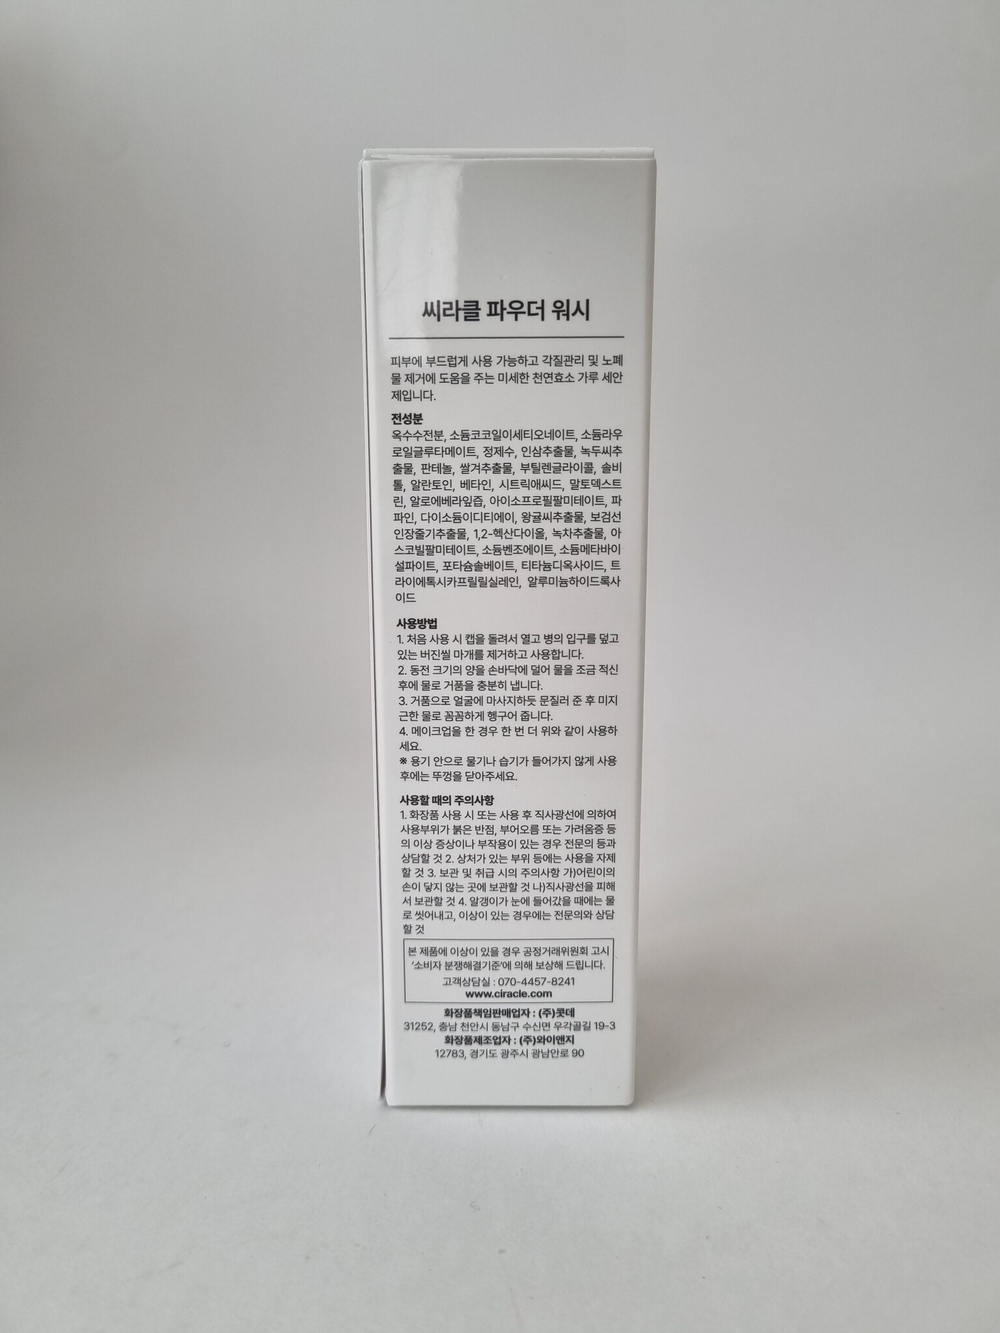 씨라클 파우더 워시
피부에 부드럽게 사용 가능하고 각질관리 및 노폐
물 제거에 도움을 주는 미세한 천연효소 가루 세안
제입니다.
전성분
옥수수전분, 소듐코코일이세티오네이트, 소듐라우
로일글루타메이트, 정제수, 인삼추출물, 녹두씨추
출물, 판테놀, 쌀겨추출물, 부틸렌글라이콜, 솔비
톨, 알란토인, 베타인, 시트릭애씨드, 말토덱스트
린, 알로에베라잎즙, 아이소프로필팔미테이트, 파
파인, 다이소듐이디티에이, 왕귤씨추출물, 보검선
인장줄기추출물, 1,2-헥산다이올, 녹차추출물, 아
스코빌팔미테이트, 소듐벤조에이트, 소듐메타바이
설파이트, 포타슘솔베이트, 티타늄디옥사이드, 트
라이에톡시카프릴릴실레인, 알루미늄하이드록사
이드
사용방법
1. 처음 사용 시 캡을 돌려서 열고 병의 입구를 덮고
있는 버진씰 마개를 제거하고 사용합니다.
2. 동전 크기의 양을 손바닥에 덜어 물을 조금 적신
후에 물로 거품을 충분히 냅니다.
3. 거품으로 얼굴에 마사지하듯 문질러 준 후 미지
근한 물로 꼼꼼하게 헹구어 줍니다.
4. 메이크업을 한 경우 한 번 더 위와 같이 사용하
세요.
※ 용기 안으로 물기나 습기가 들어가지 않게 사용
후에는 뚜껑을 닫아주세요.
사용할 때의 주의사항
1. 화장품 사용 시 또는 사용 후 직사광선에 의하여
사용부위가 붉은 반점, 부어오름 또는 가려움증 등
의 이상 증상이나 부작용이 있는 경우 전문의 등과
상담할 것 2. 상처가 있는 부위 등에는 사용을 자제
할 것 3. 보관 및 취급 시의 주의사항 가)어린이의
손이 닿지 않는 곳에 보관할 것 나)직사광선을 피해
서 보관할 것 4. 알갱이가 눈에 들어갔을 때에는 물
로 씻어내고, 이상이 있는 경우에는 전문의와 상담
할 것
본 제품에 이상이 있을 경우 공정거래위원회 고시
'소비자 분쟁해결기준'에 의해 보상해 드립니다.
고객상담실 : 070-4457-8241
www.ciracle.com
화장품책임판매업자 : (주)콧데
31252, 충남 천안시 동남구 수신면 우각골길 19-3
화장품제조업자 : (주)와이앤지
12783, 경기도 광주시 광남안로 90